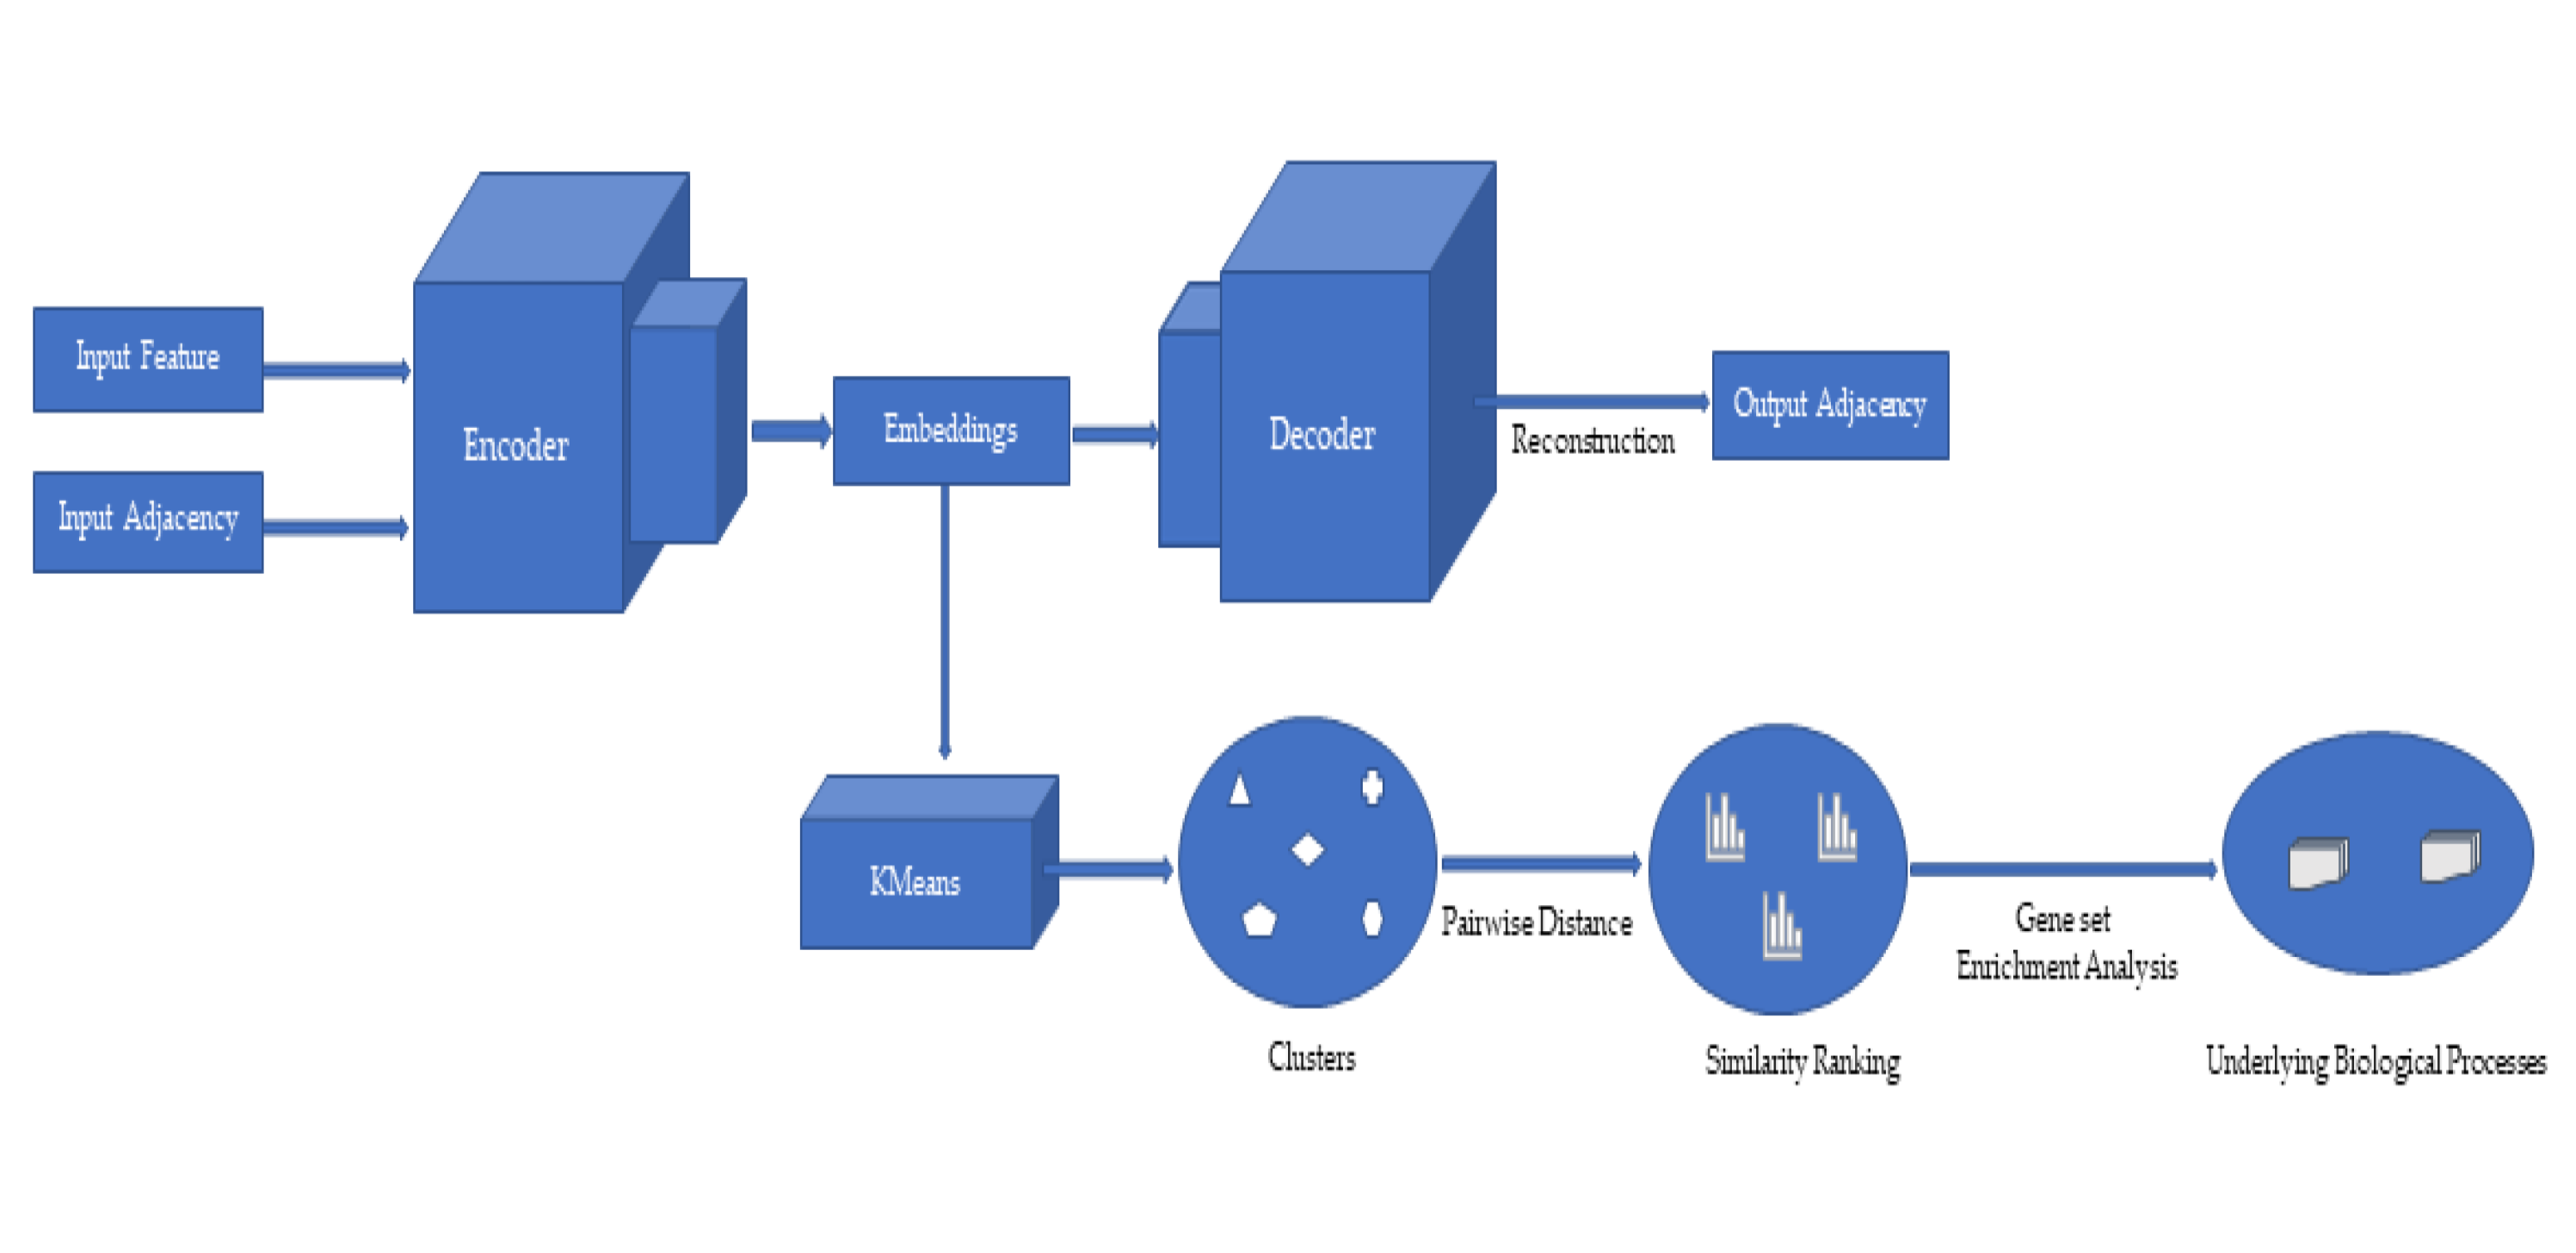 Input Feature
Input Adjacency
Encoder
Embeddings
Decoder
Reconstruction
Output Adjacency
KMeans
Clusters
Pairwise Distance
Similarity Ranking
Gene set
Enrichment Analysis
Underlying Biological Processes